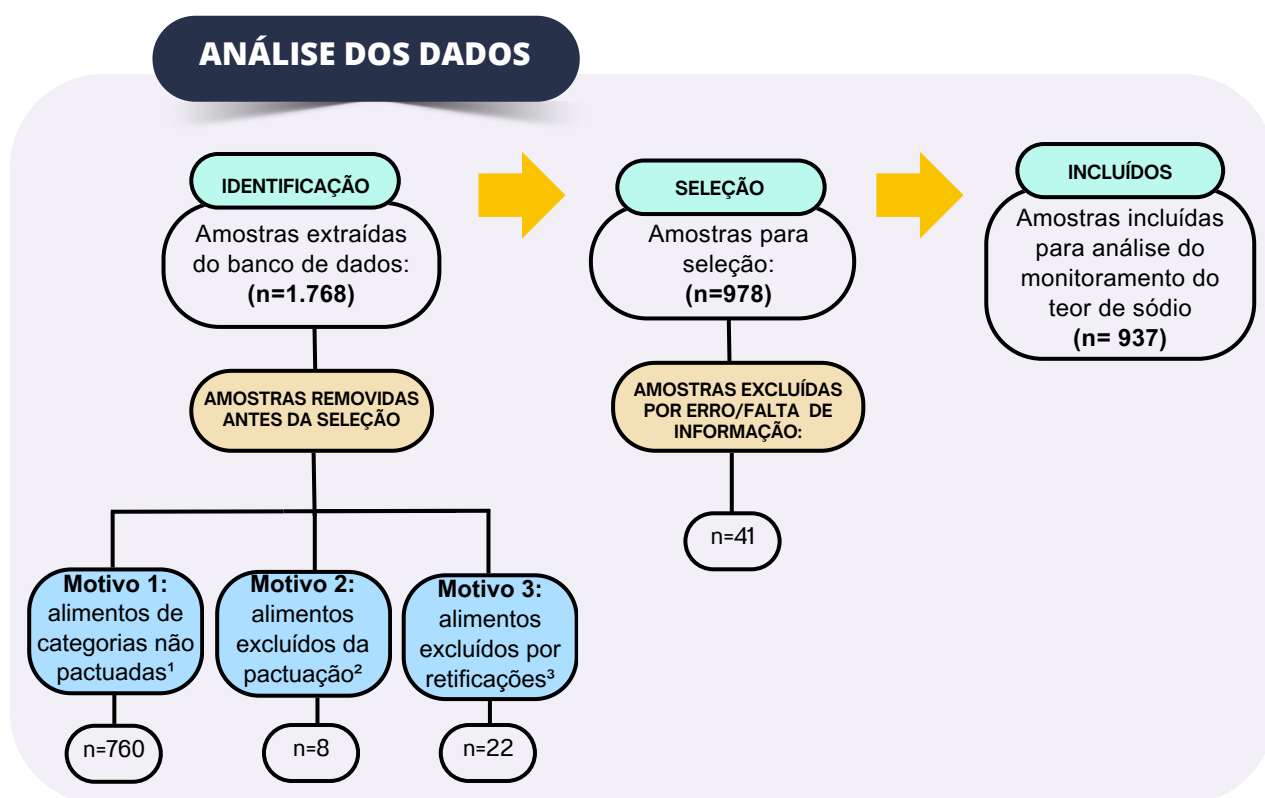 ANÁLISE DOS DADOS
IDENTIFICAÇÃO
Amostras extraídas
do banco de dados:
(n=1.768)
AMOSTRAS REMOVIDAS
ANTES DA SELEÇÃO
Motivo 1:
alimentos de
categorias não
pactuadas¹
n=760
Motivo 2:
alimentos
excluídos da
pactuação²
n=8
Motivo 3:
alimentos
excluídos por
retificações³
n=22
SELEÇÃO
Amostras para
seleção:
(n=978)
AMOSTRAS EXCLUÍDAS
POR ERRO/FALTA DE
INFORMAÇÃO:
n=41
INCLUÍDOS
Amostras incluídas
para análise do
monitoramento do
teor de sódio
(n= 937)